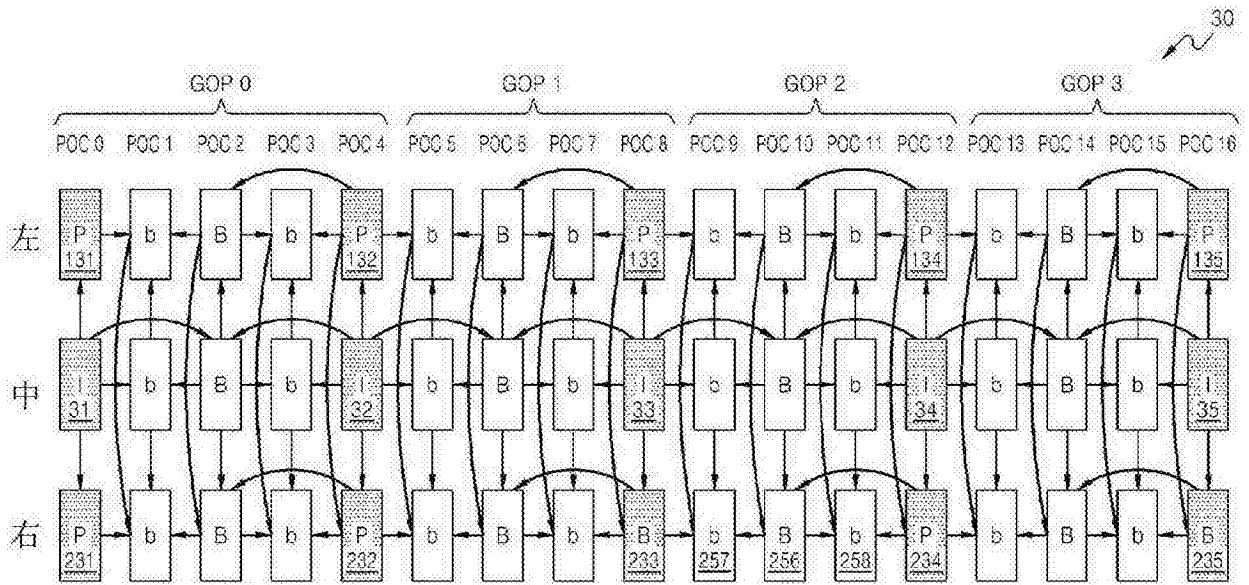 30
GOP 0 GOP 1 GOP 2 GOP 3
POC 0 POC 1 POC 2 POC 3 POC 4 POC 5 POC 6 POC 7 POC 8 POC 9 POC 10 POC 11 POC 12 POC 13 POC 14 POC 15 POC 16
左 P b B b P b B b P b B b P b B b P
131 132 133 134 135
中 I b B b I b B b I b B b I b B b I
31 32 33 34 35
右 P b B b P b B b B b B b P b B b B
231 232 233 257 256 258 234 235